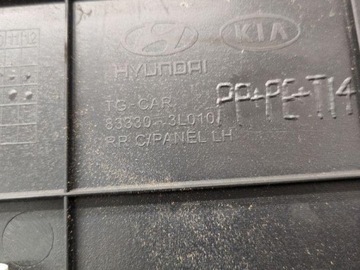 KIA
HYUNDAI
TG-CAR
83330-3L010
RR C/PANEL LH
PP+PE-T14